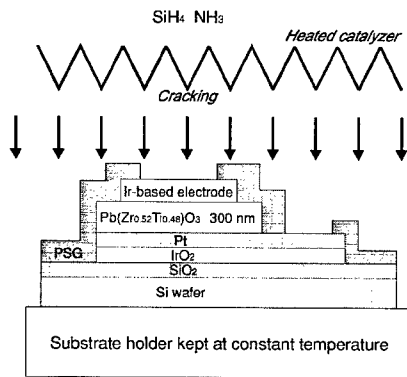 SiH₄ NH₃
Heated catalyzer
Cracking
Ir-based electrode
Pb(Zr₀.₅₂Ti₀.₄₈)O₃ 300 nm
Pt
PSG
IrO₂
SiO₂
Si wafer
Substrate holder kept at constant temperature